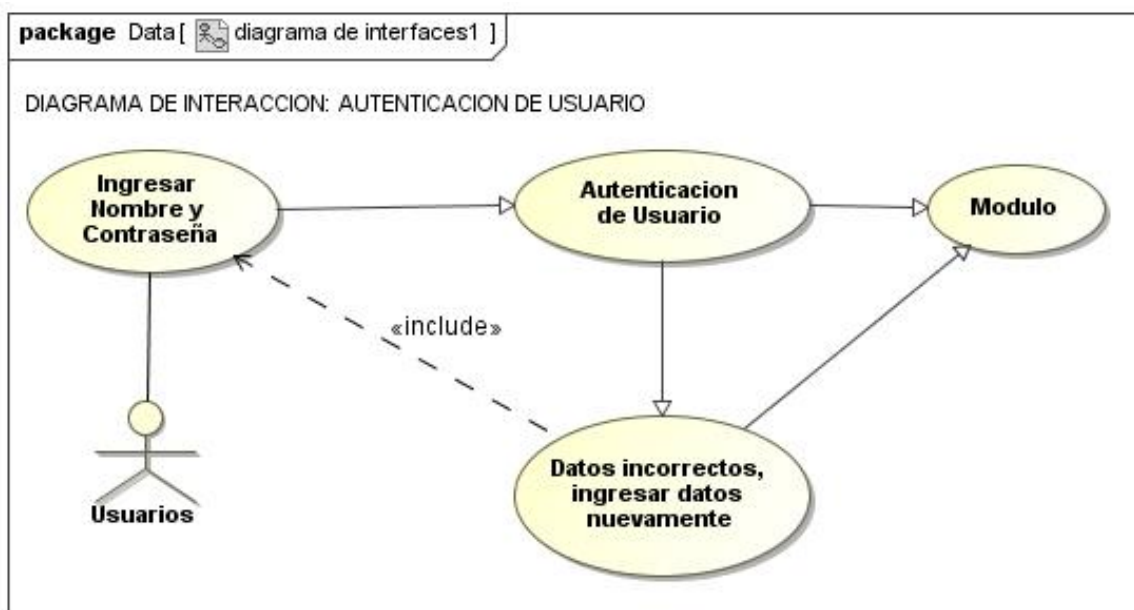 package Data [ diagrama de interfaces1 ]
DIAGRAMA DE INTERACCION: AUTENTICACION DE USUARIO
Ingresar
Nombre y
Contraseña
Autenticacion
de Usuario
Modulo
«include»
Datos incorrectos,
ingresar datos
nuevamente
Usuarios